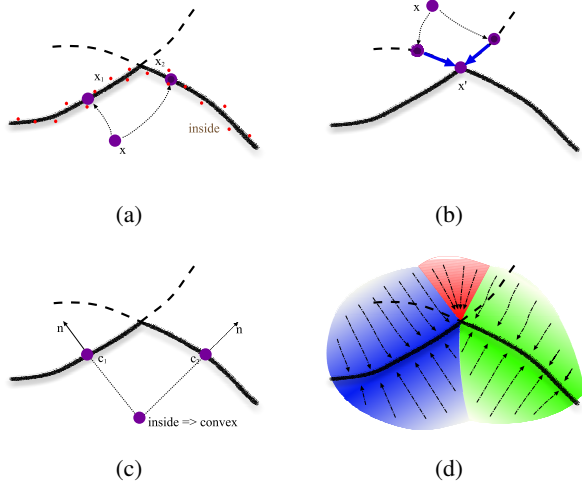 x₁
x₂
inside
x
(a)
x
x'
(b)
n
n
c₁
c₂
inside => convex
(c)
(d)